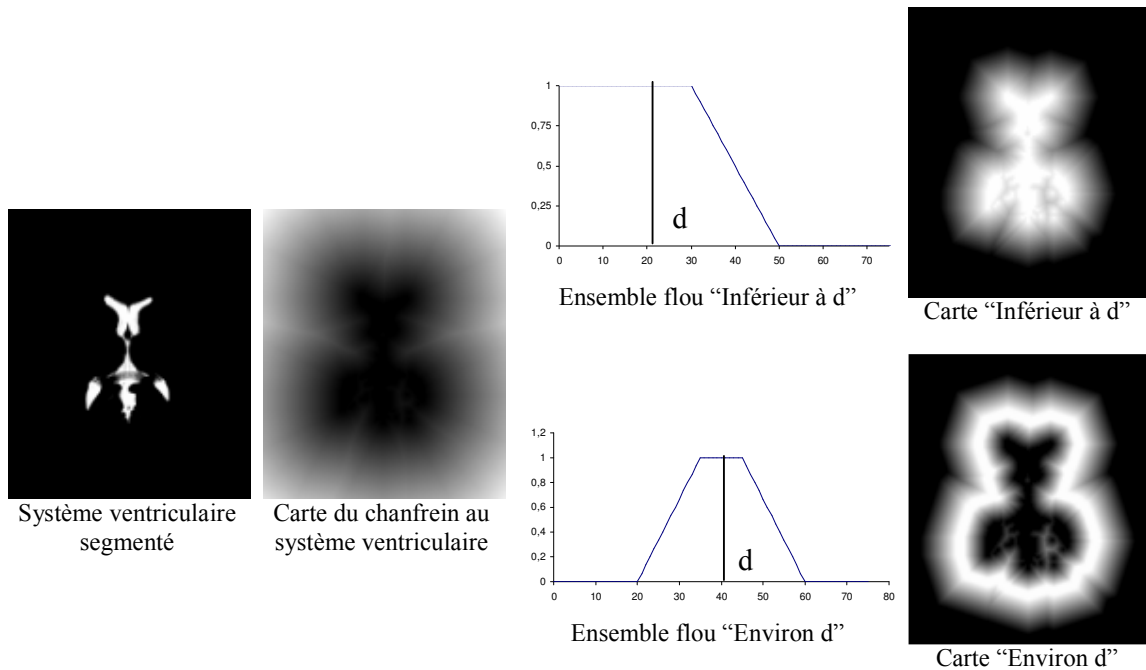 1
0,75
0,5
0,25
0
0 10 20 30 40 50 60 70
d
Ensemble flou “Inférieur à d”
Carte “Inférieur à d”
Système ventriculaire
segmenté
Carte du chanfrein au
système ventriculaire
1,2
1
0,8
0,6
0,4
0,2
0
0 10 20 30 40 50 60 70 80
d
Ensemble flou “Environ d”
Carte “Environ d”